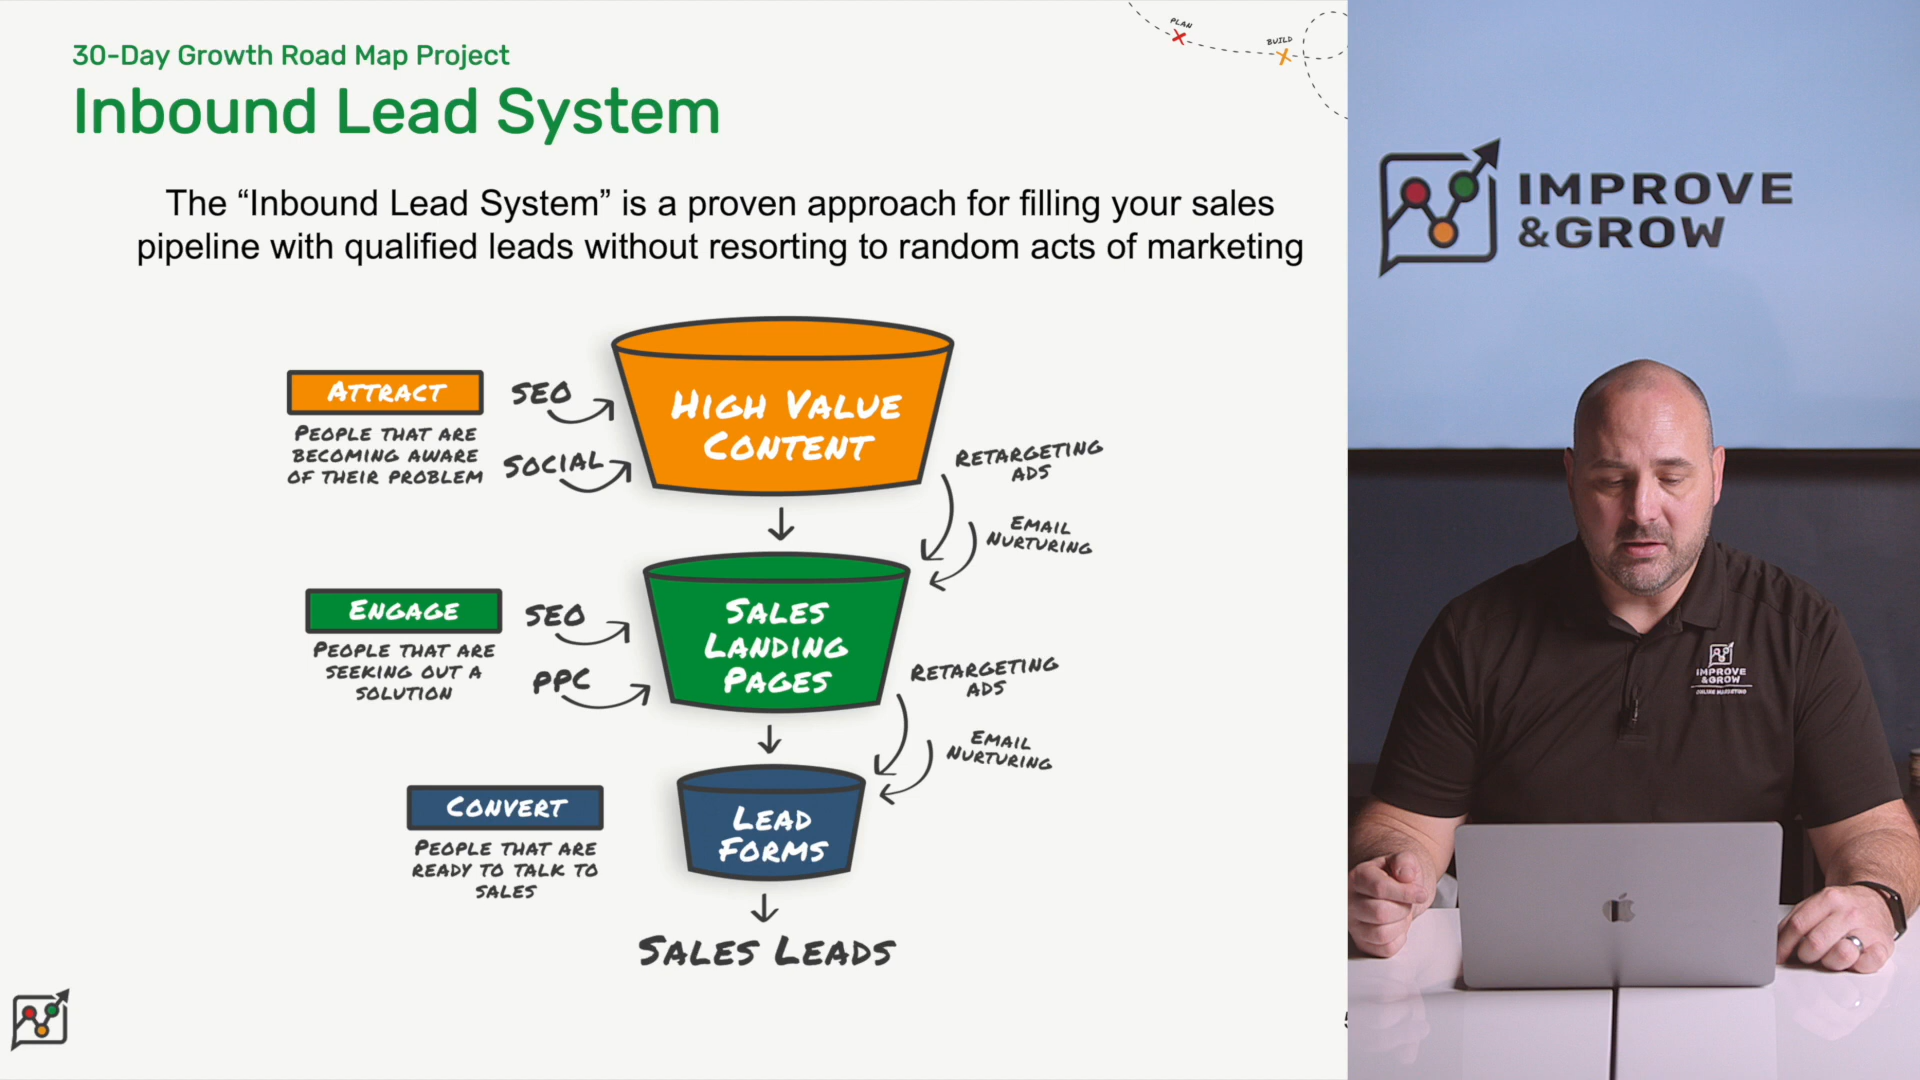 PLAN
BUILD
30-Day Growth Road Map Project
Inbound Lead System
The “Inbound Lead System” is a proven approach for filling your sales
pipeline with qualified leads without resorting to random acts of marketing
ATTRACT
PEOPLE THAT ARE
BECOMING AWARE
OF THEIR PROBLEM
SEO
SOCIAL
HIGH VALUE
CONTENT
RETARGETING
ADS
EMAIL
NURTURING
ENGAGE
PEOPLE THAT ARE
SEEKING OUT A
SOLUTION
SEO
PPC
SALES
LANDING
PAGES
RETARGETING
ADS
EMAIL
NURTURING
CONVERT
PEOPLE THAT ARE
READY TO TALK TO
SALES
LEAD
FORMS
SALES LEADS
IMPROVE
&GROW
IMPROVE
&GROW
ONLINE MARKETING